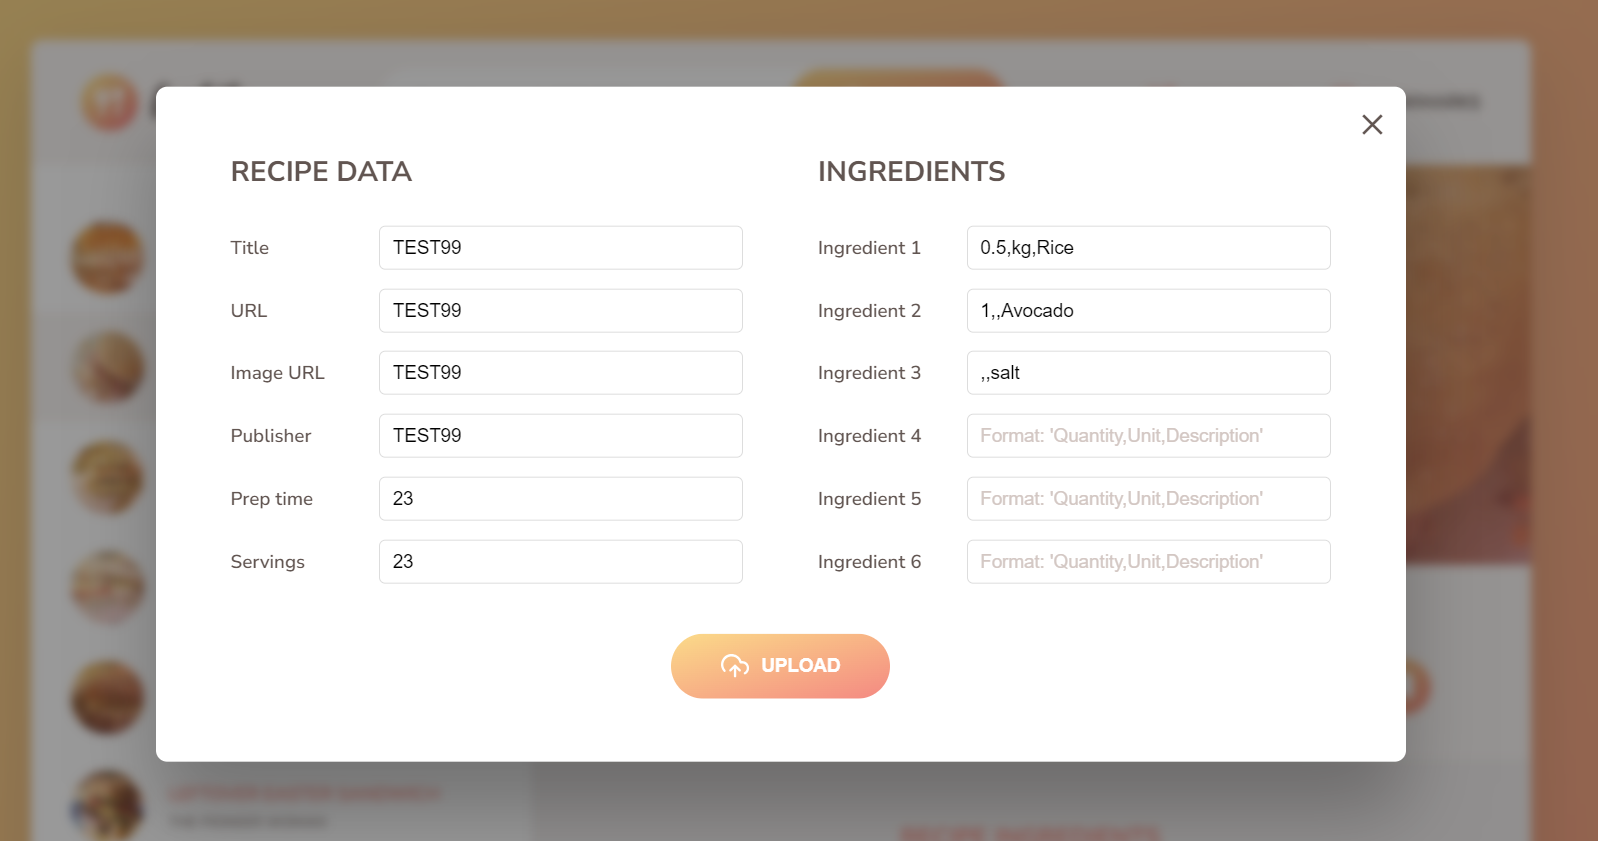 RECIPE DATA
Title
TEST99
URL
TEST99
Image URL
TEST99
Publisher
TEST99
Prep time
23
Servings
23
INGREDIENTS
Ingredient 1
0.5,kg,Rice
Ingredient 2
1,,Avocado
Ingredient 3
,,salt
Ingredient 4
Format: 'Quantity,Unit,Description'
Ingredient 5
Format: 'Quantity,Unit,Description'
Ingredient 6
Format: 'Quantity,Unit,Description'
UPLOAD
RECIPE INGREDIENTS